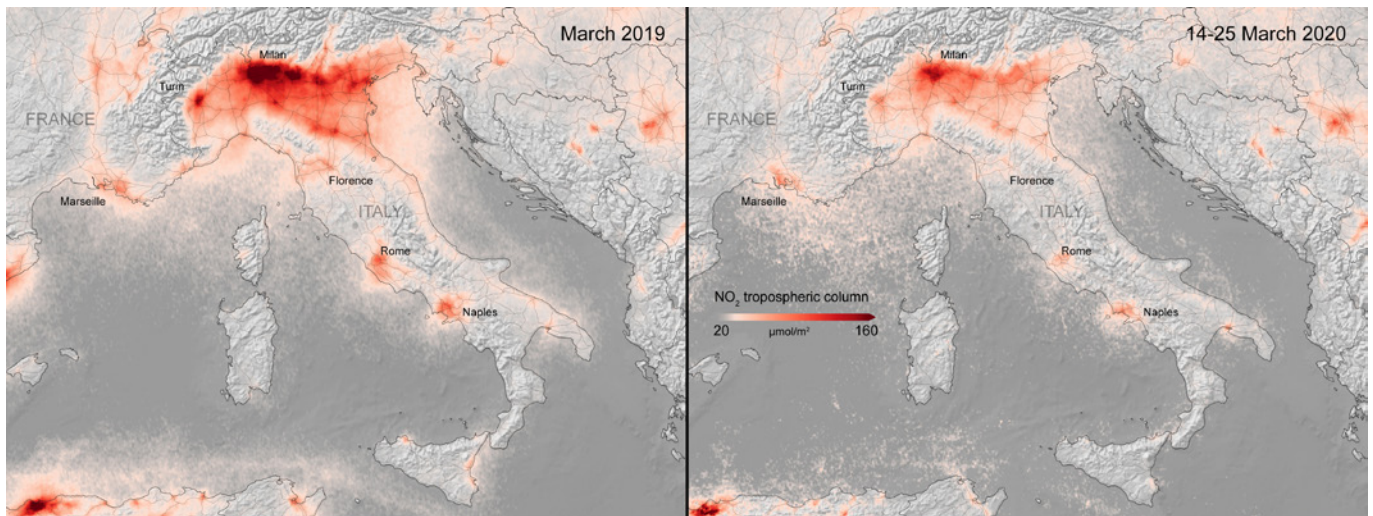 March 2019
Milan
Turin
FRANCE
Florence
Marseille
ITALY
Rome
Naples
14-25 March 2020
Milan
Turin
FRANCE
Florence
Marseille
ITALY
Rome
NO₂ tropospheric column
20 µmol/m² 160
Naples